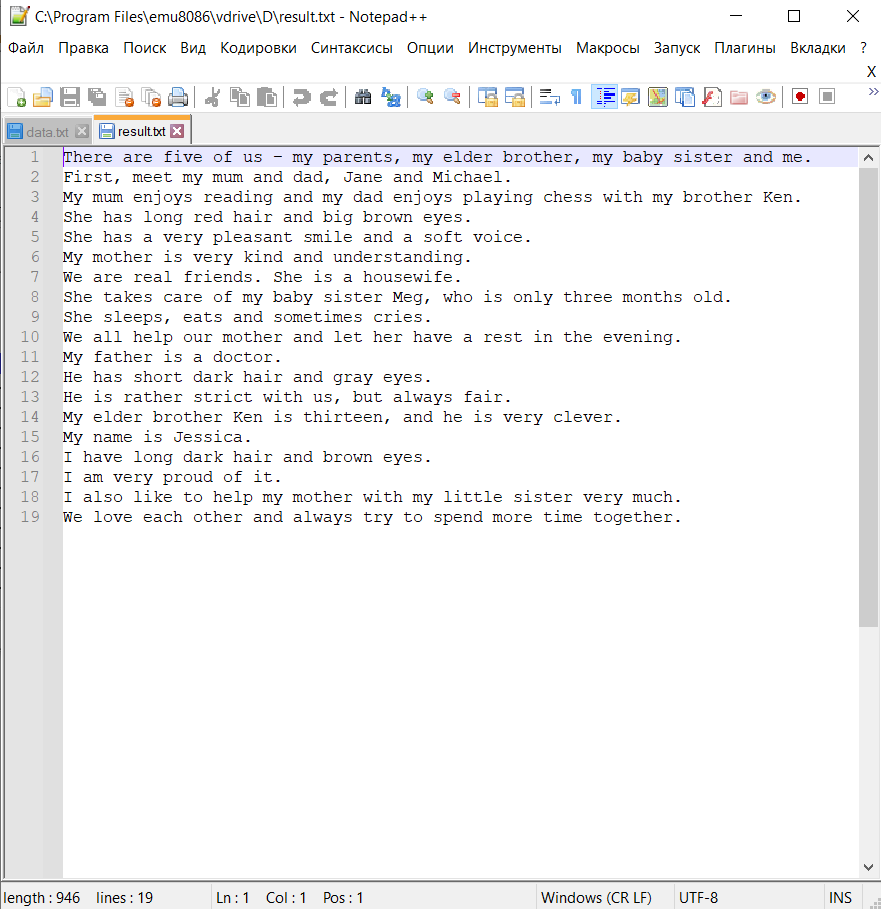 C:\Program Files\emu8086\vdrive\D\result.txt - Notepad++
Файл Правка Поиск Вид Кодировки Синтаксисы Опции Инструменты Макросы Запуск Плагины Вкладки ?
X
data.txt result.txt
1 There are five of us - my parents, my elder brother, my baby sister and me.
2 First, meet my mum and dad, Jane and Michael.
3 My mum enjoys reading and my dad enjoys playing chess with my brother Ken.
4 She has long red hair and big brown eyes.
5 She has a very pleasant smile and a soft voice.
6 My mother is very kind and understanding.
7 We are real friends. She is a housewife.
8 She takes care of my baby sister Meg, who is only three months old.
9 She sleeps, eats and sometimes cries.
10 We all help our mother and let her have a rest in the evening.
11 My father is a doctor.
12 He has short dark hair and gray eyes.
13 He is rather strict with us, but always fair.
14 My elder brother Ken is thirteen, and he is very clever.
15 My name is Jessica.
16 I have long dark hair and brown eyes.
17 I am very proud of it.
18 I also like to help my mother with my little sister very much.
19 We love each other and always try to spend more time together.
length : 946 lines : 19 Ln : 1 Col : 1 Pos : 1 Windows (CR LF) UTF-8 INS